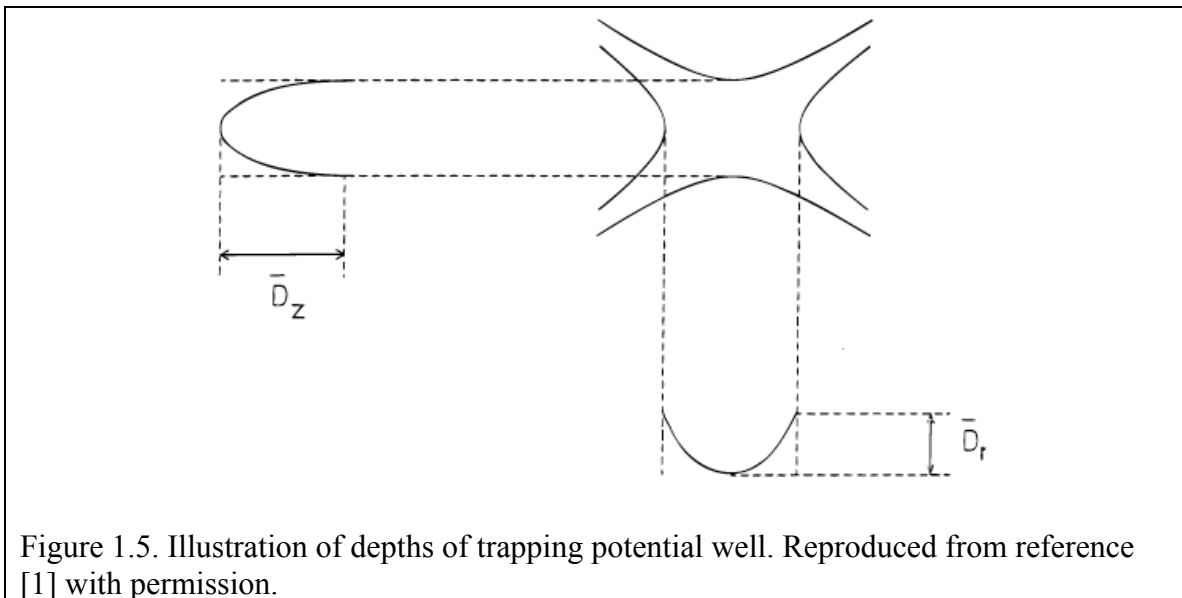 D̄z
D̄r
Figure 1.5. Illustration of depths of trapping potential well. Reproduced from reference
[1] with permission.